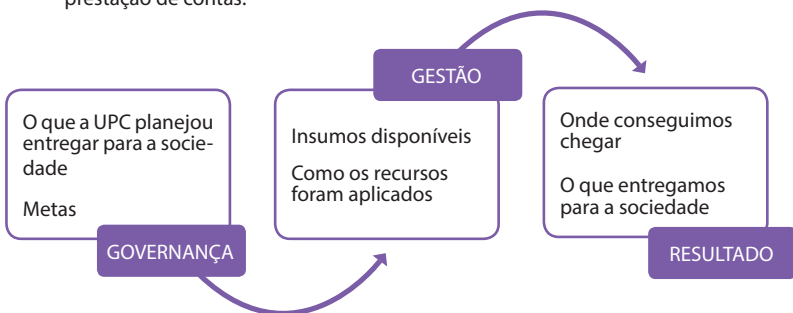 prestação de contas.
O que a UPC planejou
entregar para a socie-
dade
Metas
GOVERNANÇA
GESTÃO
Insumos disponíveis
Como os recursos
foram aplicados
Onde conseguimos
chegar
O que entregamos
para a sociedade
RESULTADO